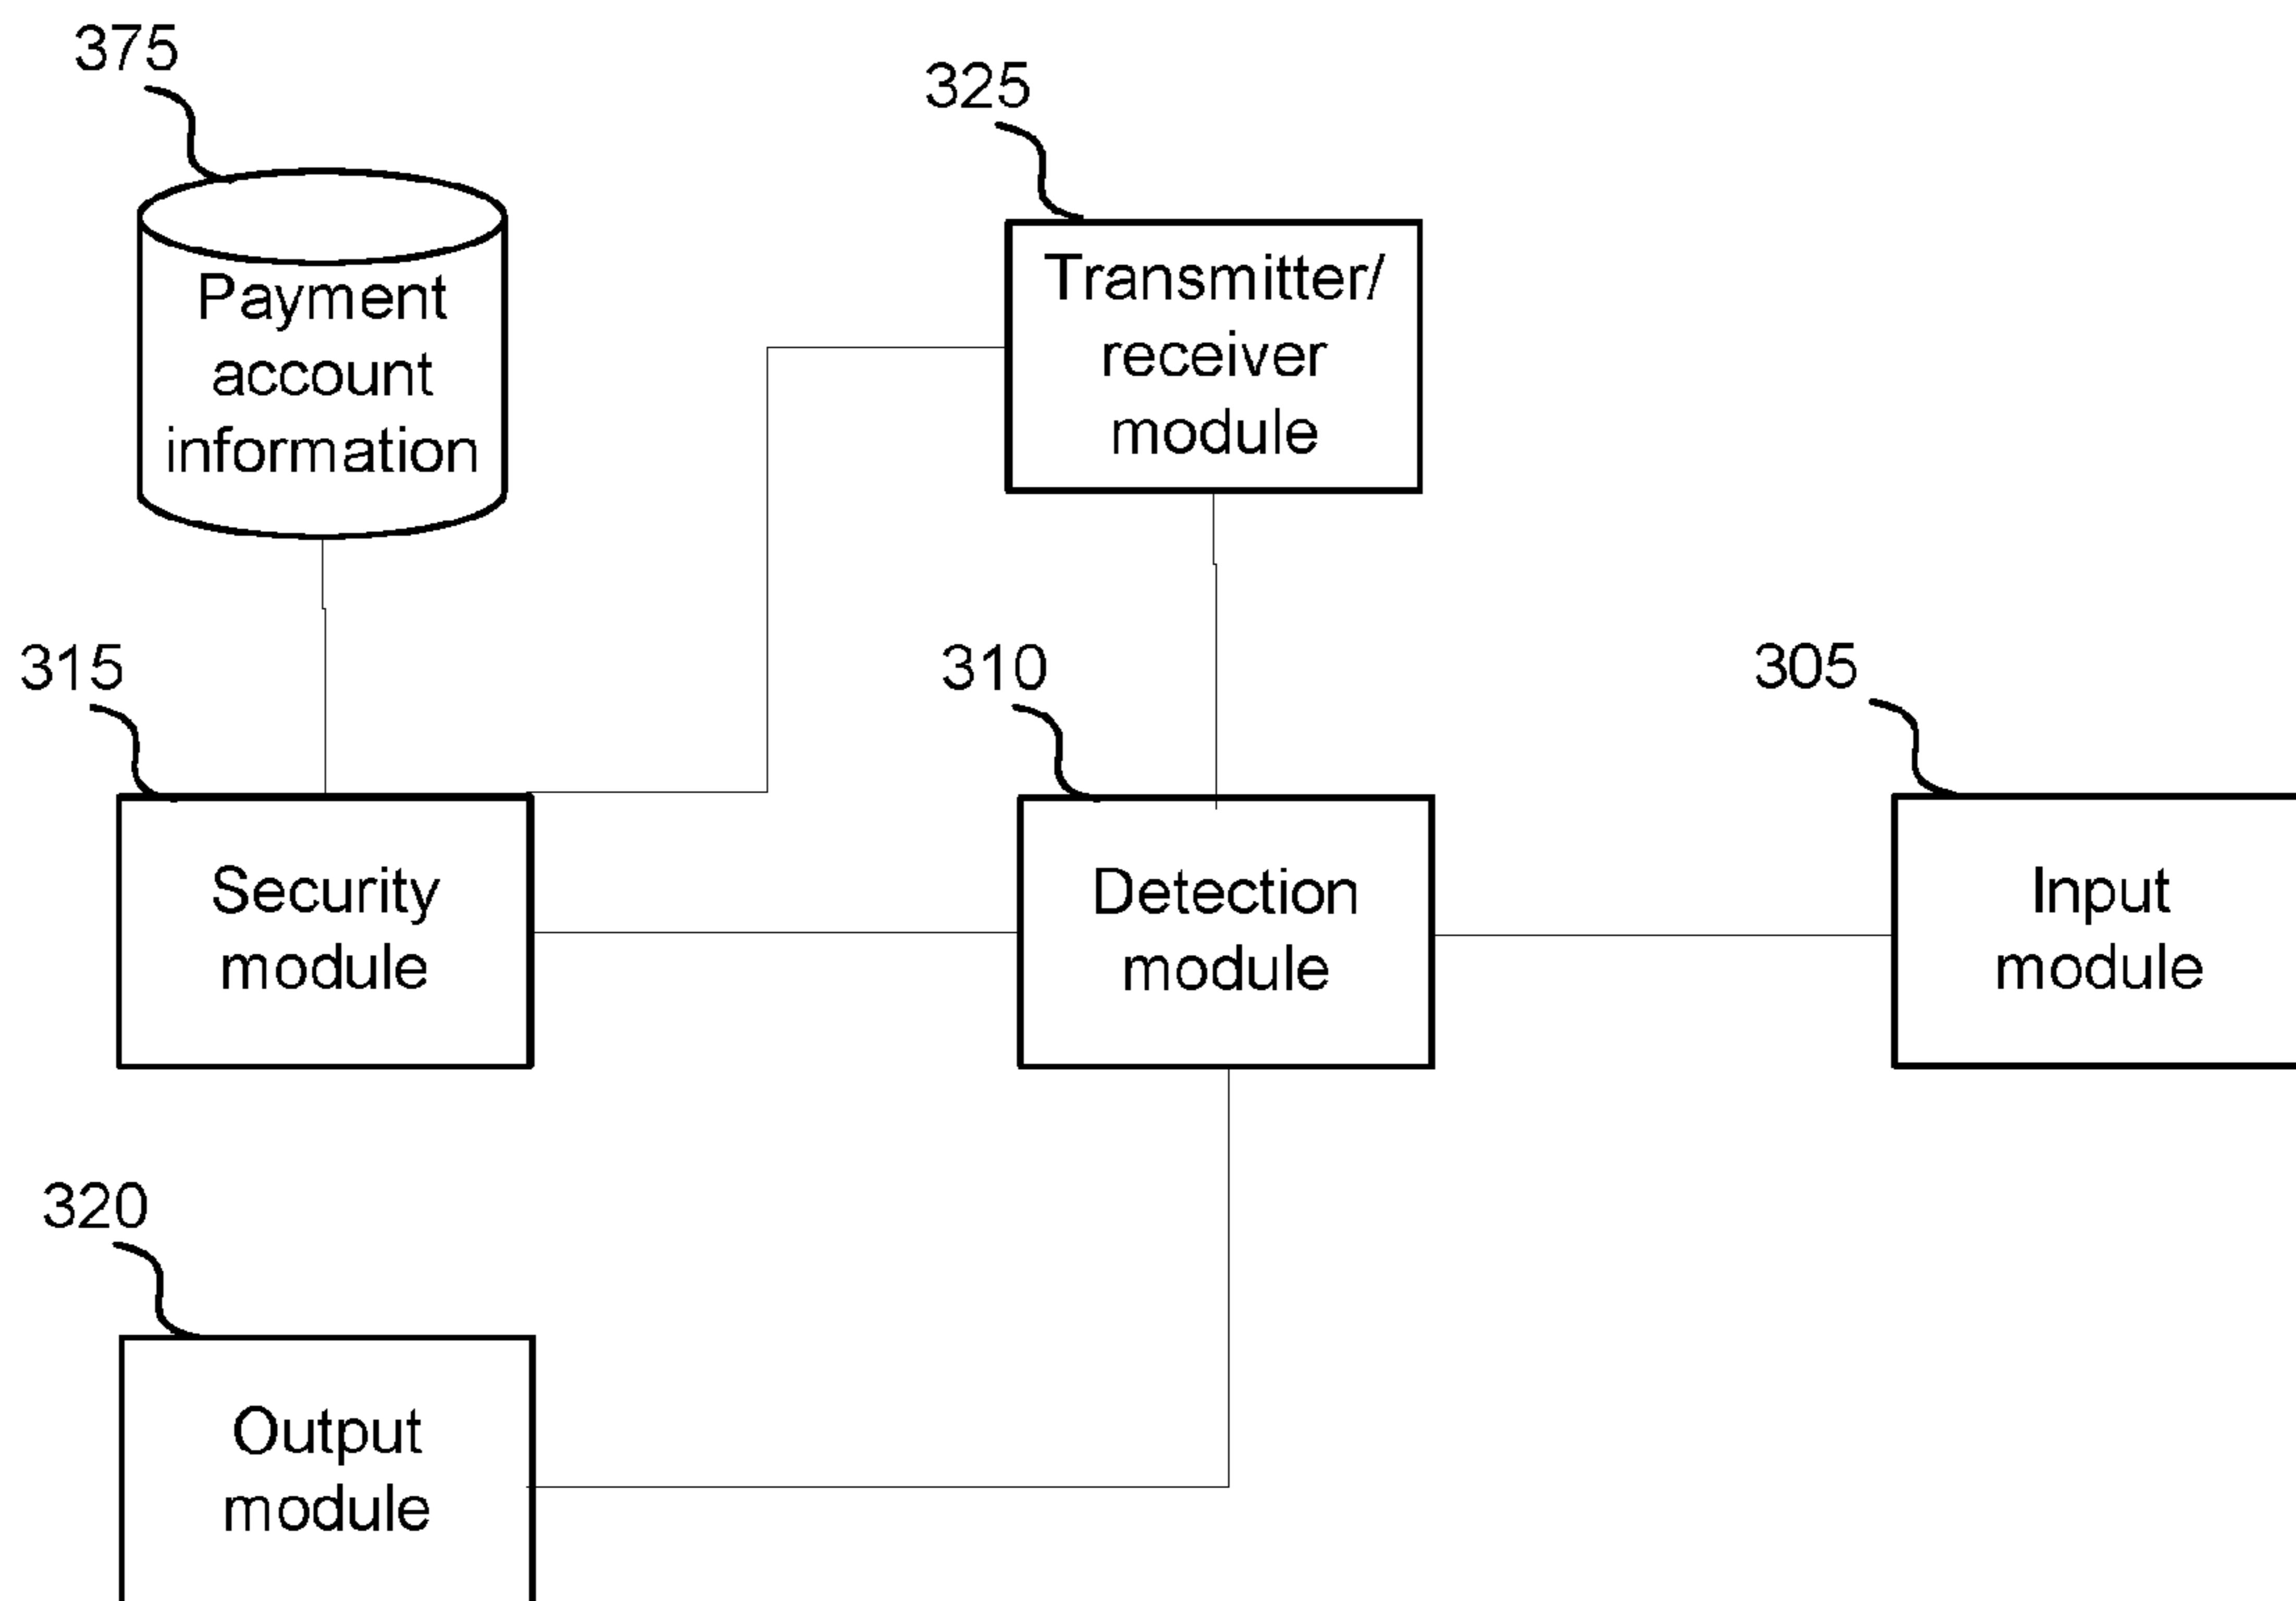 375
325
Payment
account
information
Transmitter/
receiver
module
315
310
305
Security
module
Detection
module
Input
module
320
Output
module